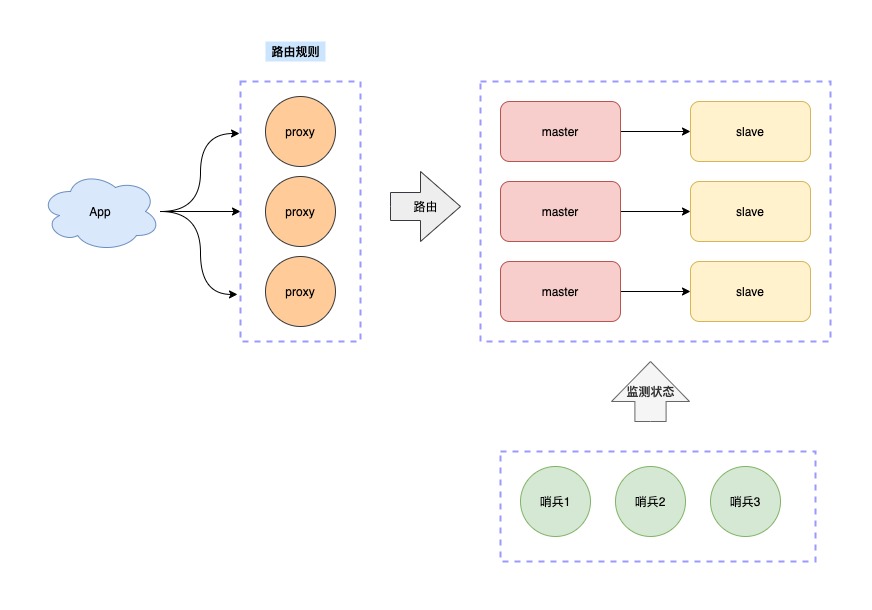 路由规则
App
proxy
proxy
proxy
路由
master
slave
master
slave
master
slave
监测状态
哨兵1
哨兵2
哨兵3